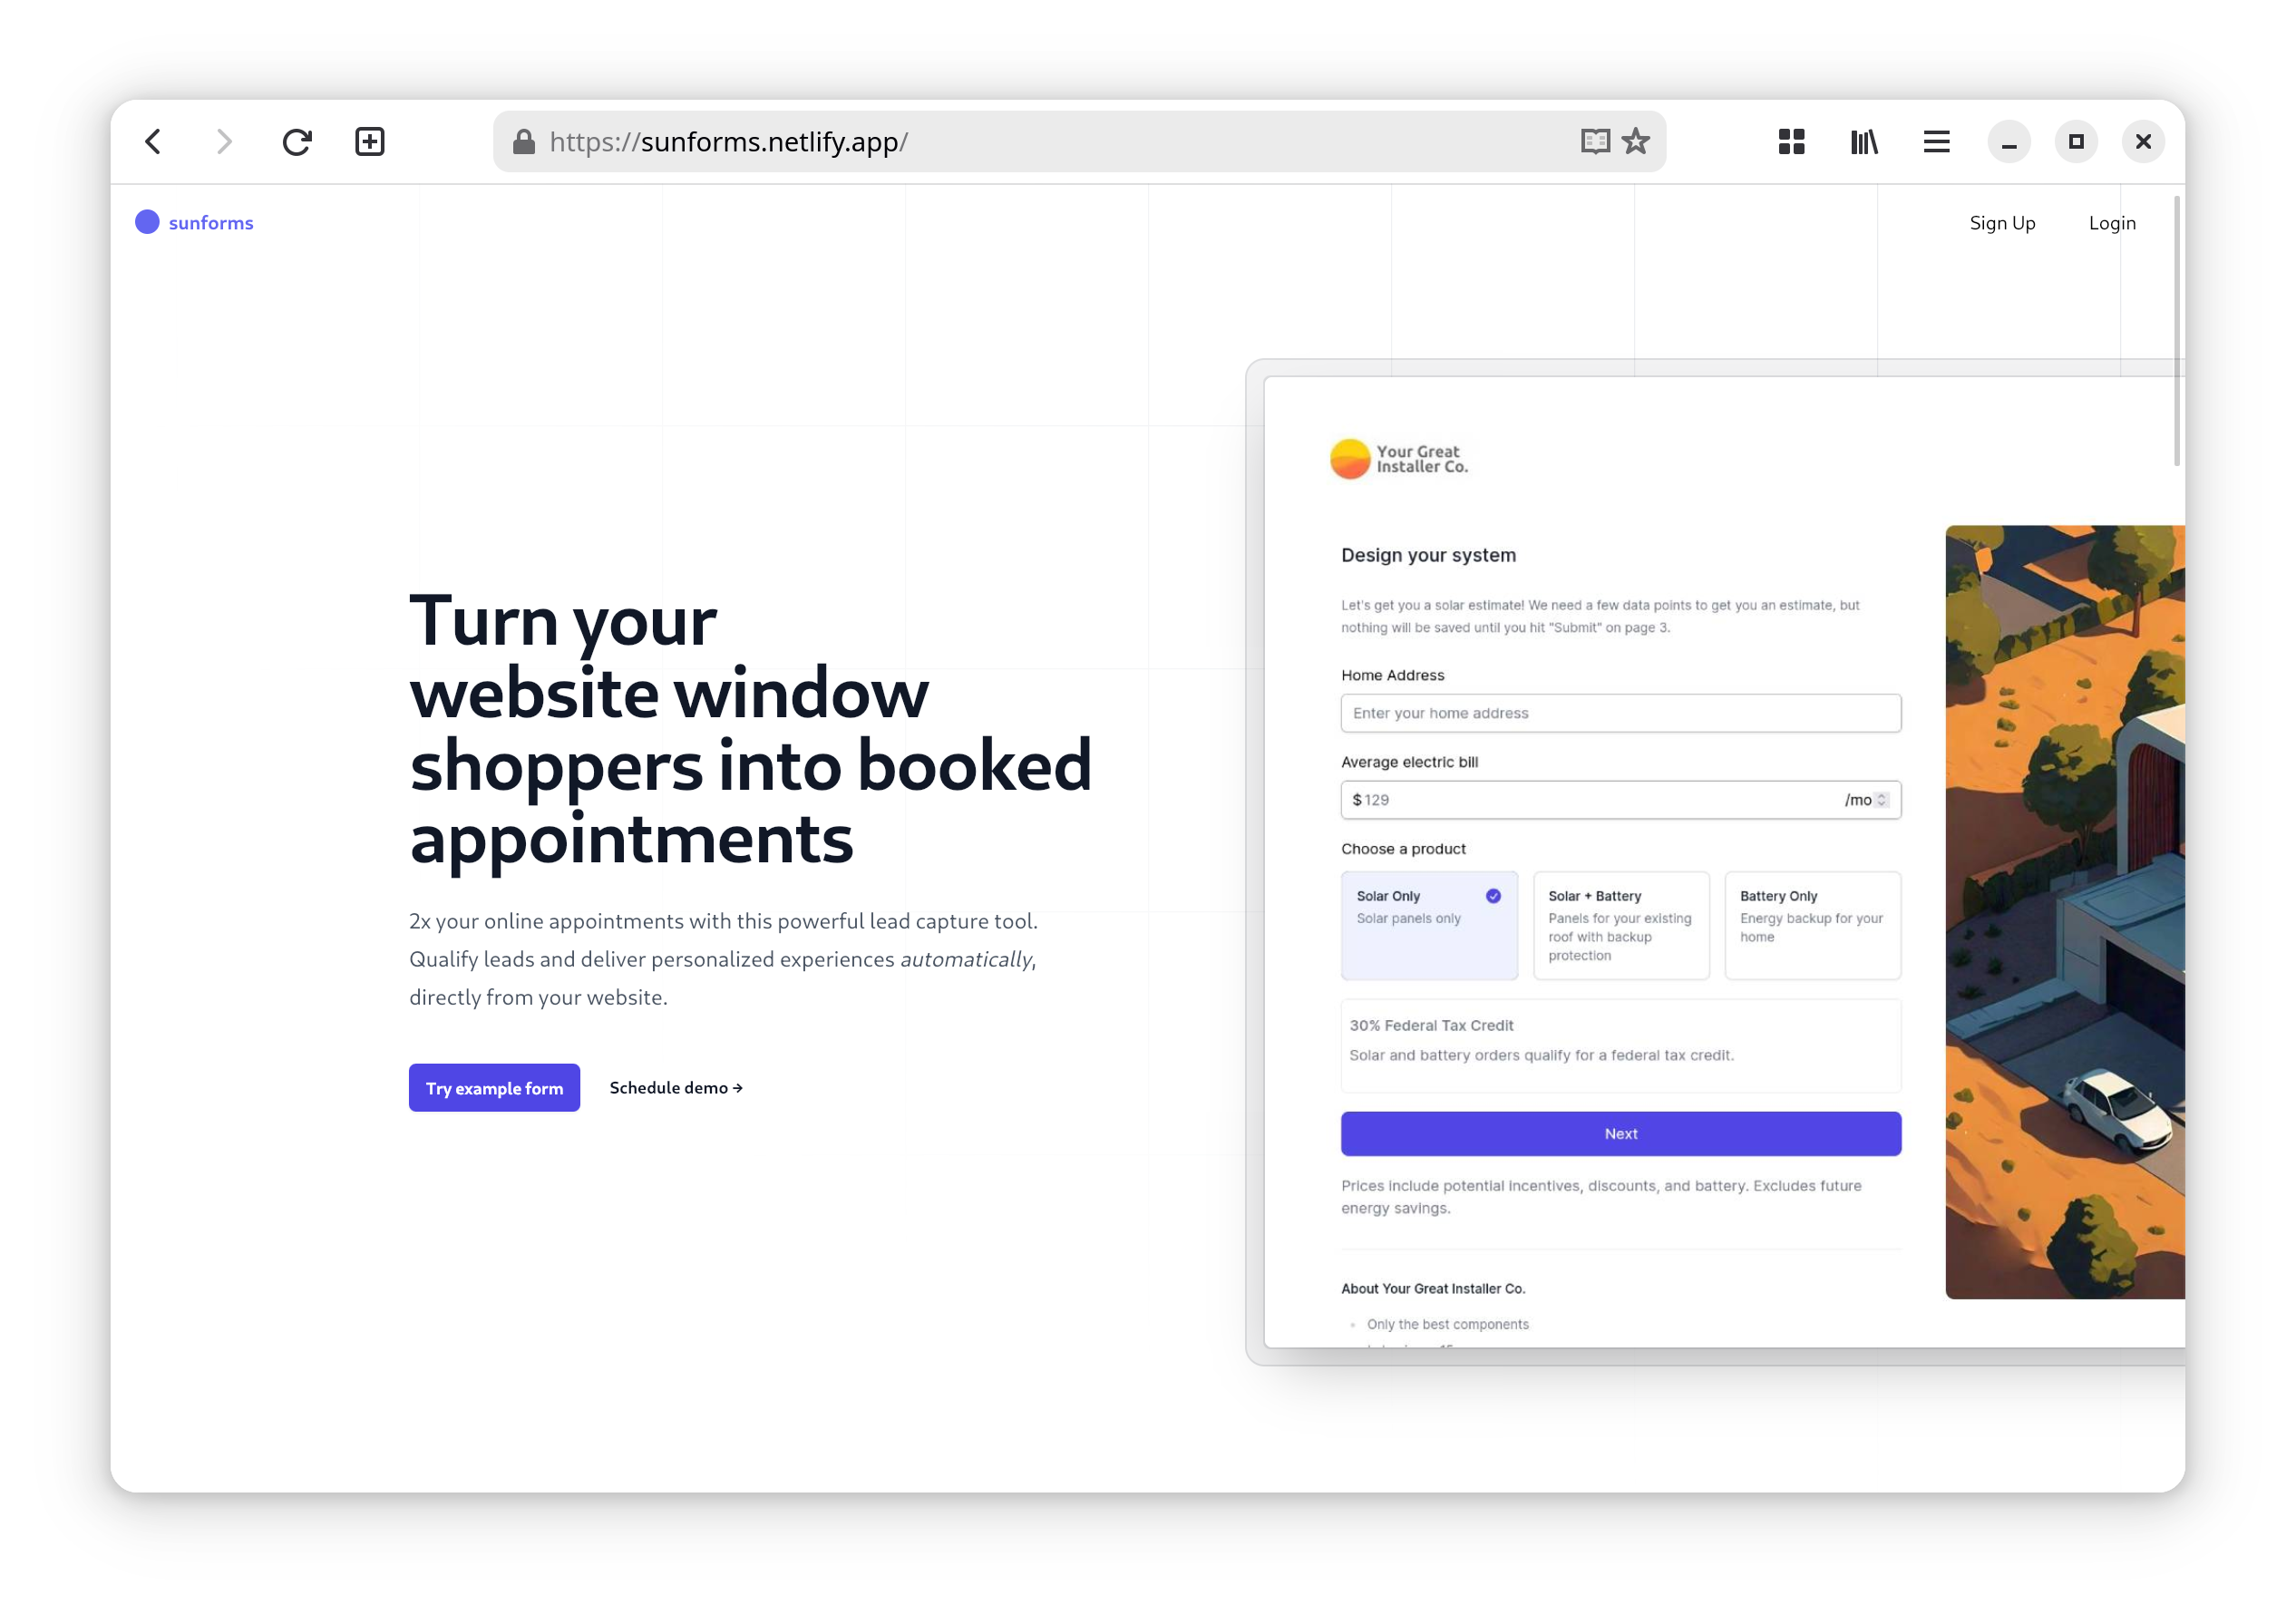 https://sunforms.netlify.app/
sunforms
Sign Up
Login
Turn your
website window
shoppers into booked
appointments
2x your online appointments with this powerful lead capture tool.
Qualify leads and deliver personalized experiences automatically,
directly from your website.
Try example form
Schedule demo →
Your Great
Installer Co.
Design your system
Let's get you a solar estimate! We need a few data points to get you an estimate, but
nothing will be saved until you hit "Submit" on page 3.
Home Address
Enter your home address
Average electric bill
$ 129
/mo
Choose a product
Solar Only
Solar panels only
Solar + Battery
Panels for your existing
roof with backup
protection
Battery Only
Energy backup for your
home
30% Federal Tax Credit
Solar and battery orders qualify for a federal tax credit.
Next
Prices include potential incentives, discounts, and battery. Excludes future
energy savings.
About Your Great Installer Co.
• Only the best components